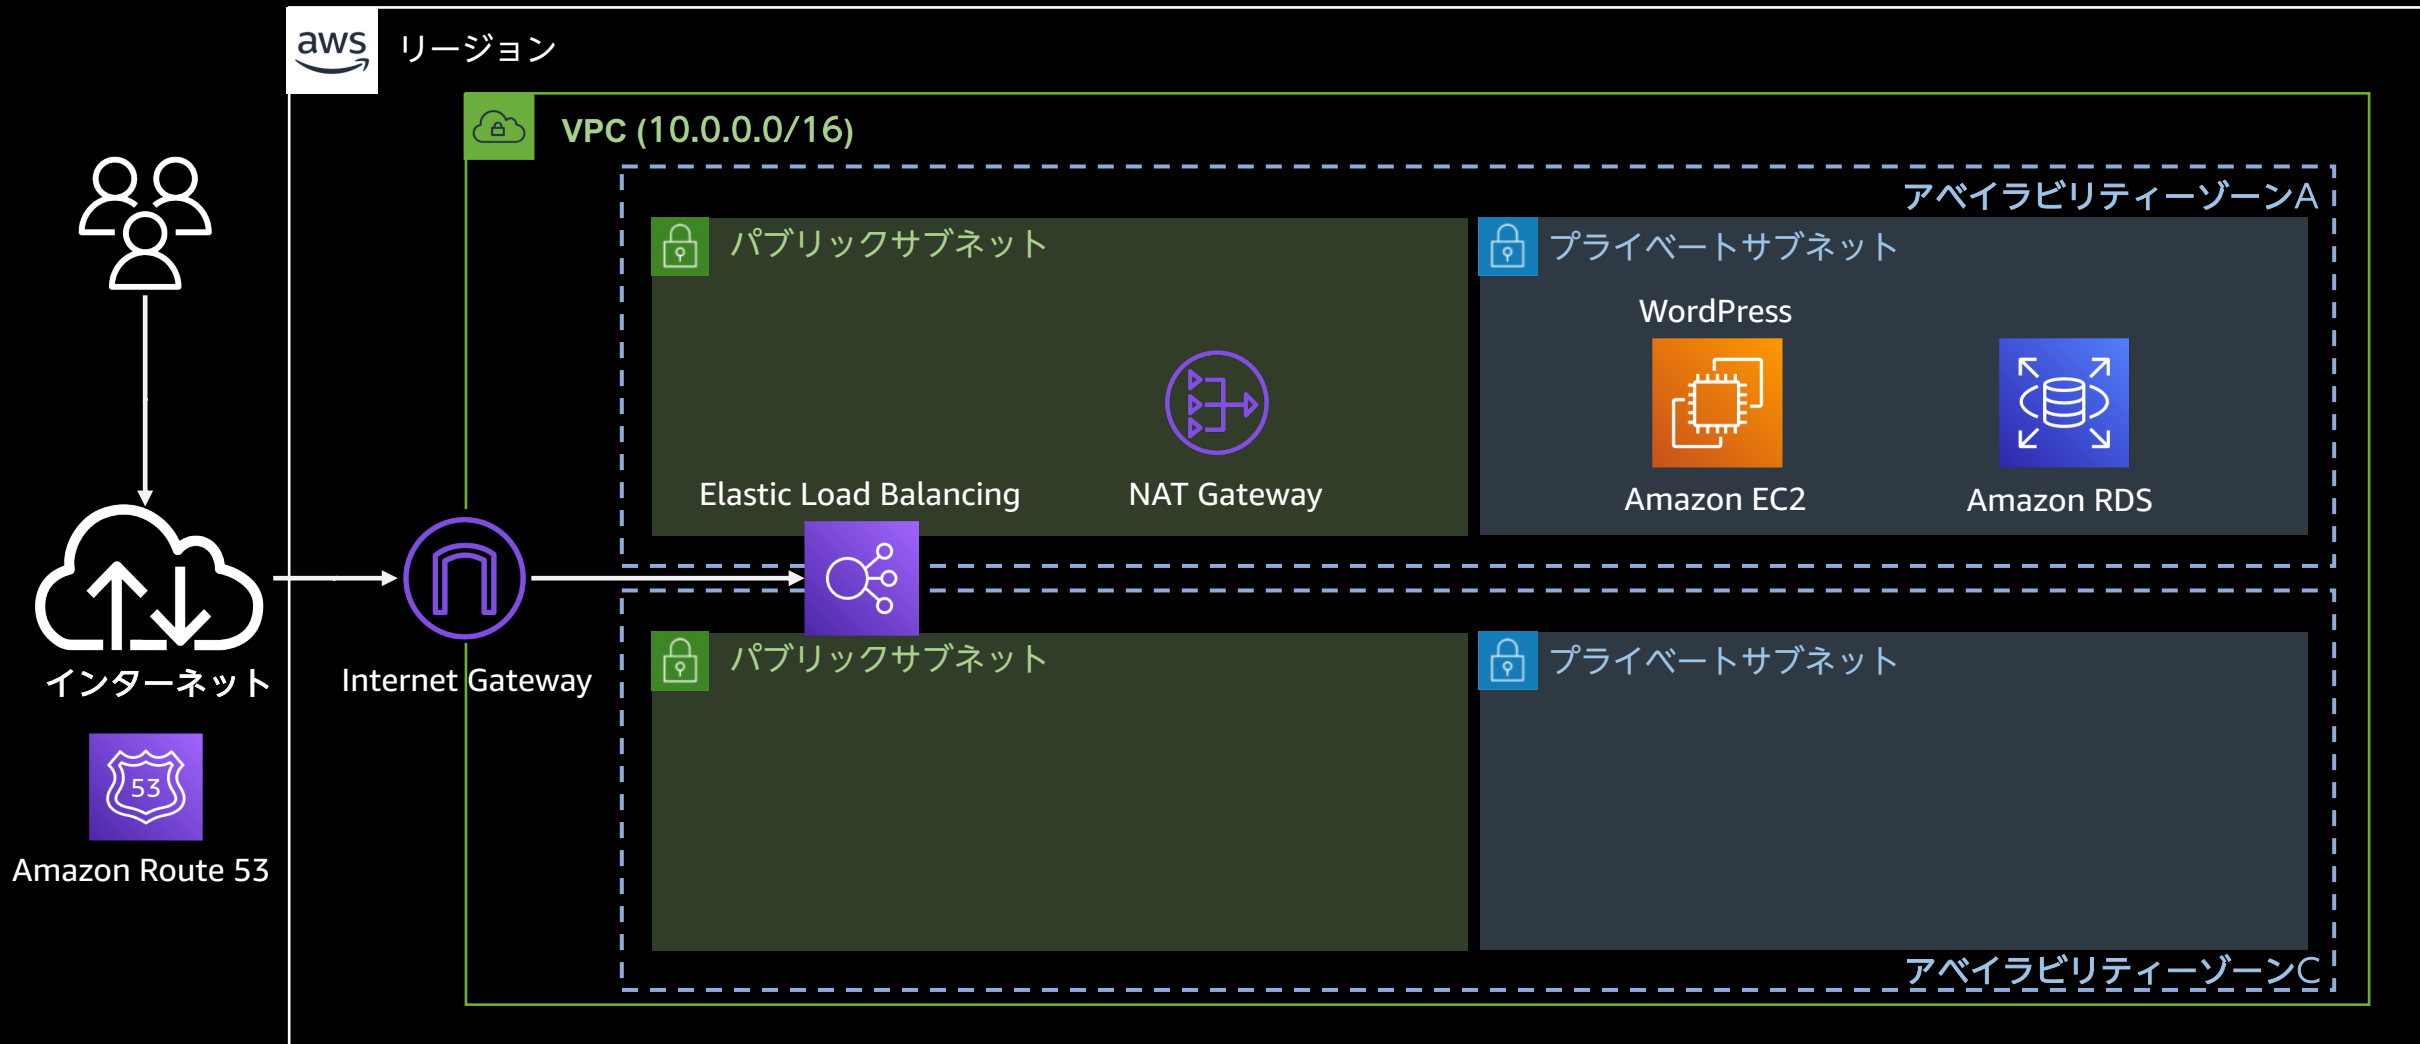 aws
リージョン
VPC (10.0.0.0/16)
アベイラビリティーゾーンA
パブリックサブネット
プライベートサブネット
WordPress
Elastic Load Balancing
NAT Gateway
Amazon EC2
Amazon RDS
インターネット
Internet Gateway
パブリックサブネット
プライベートサブネット
53
Amazon Route 53
アベイラビリティーゾーンC